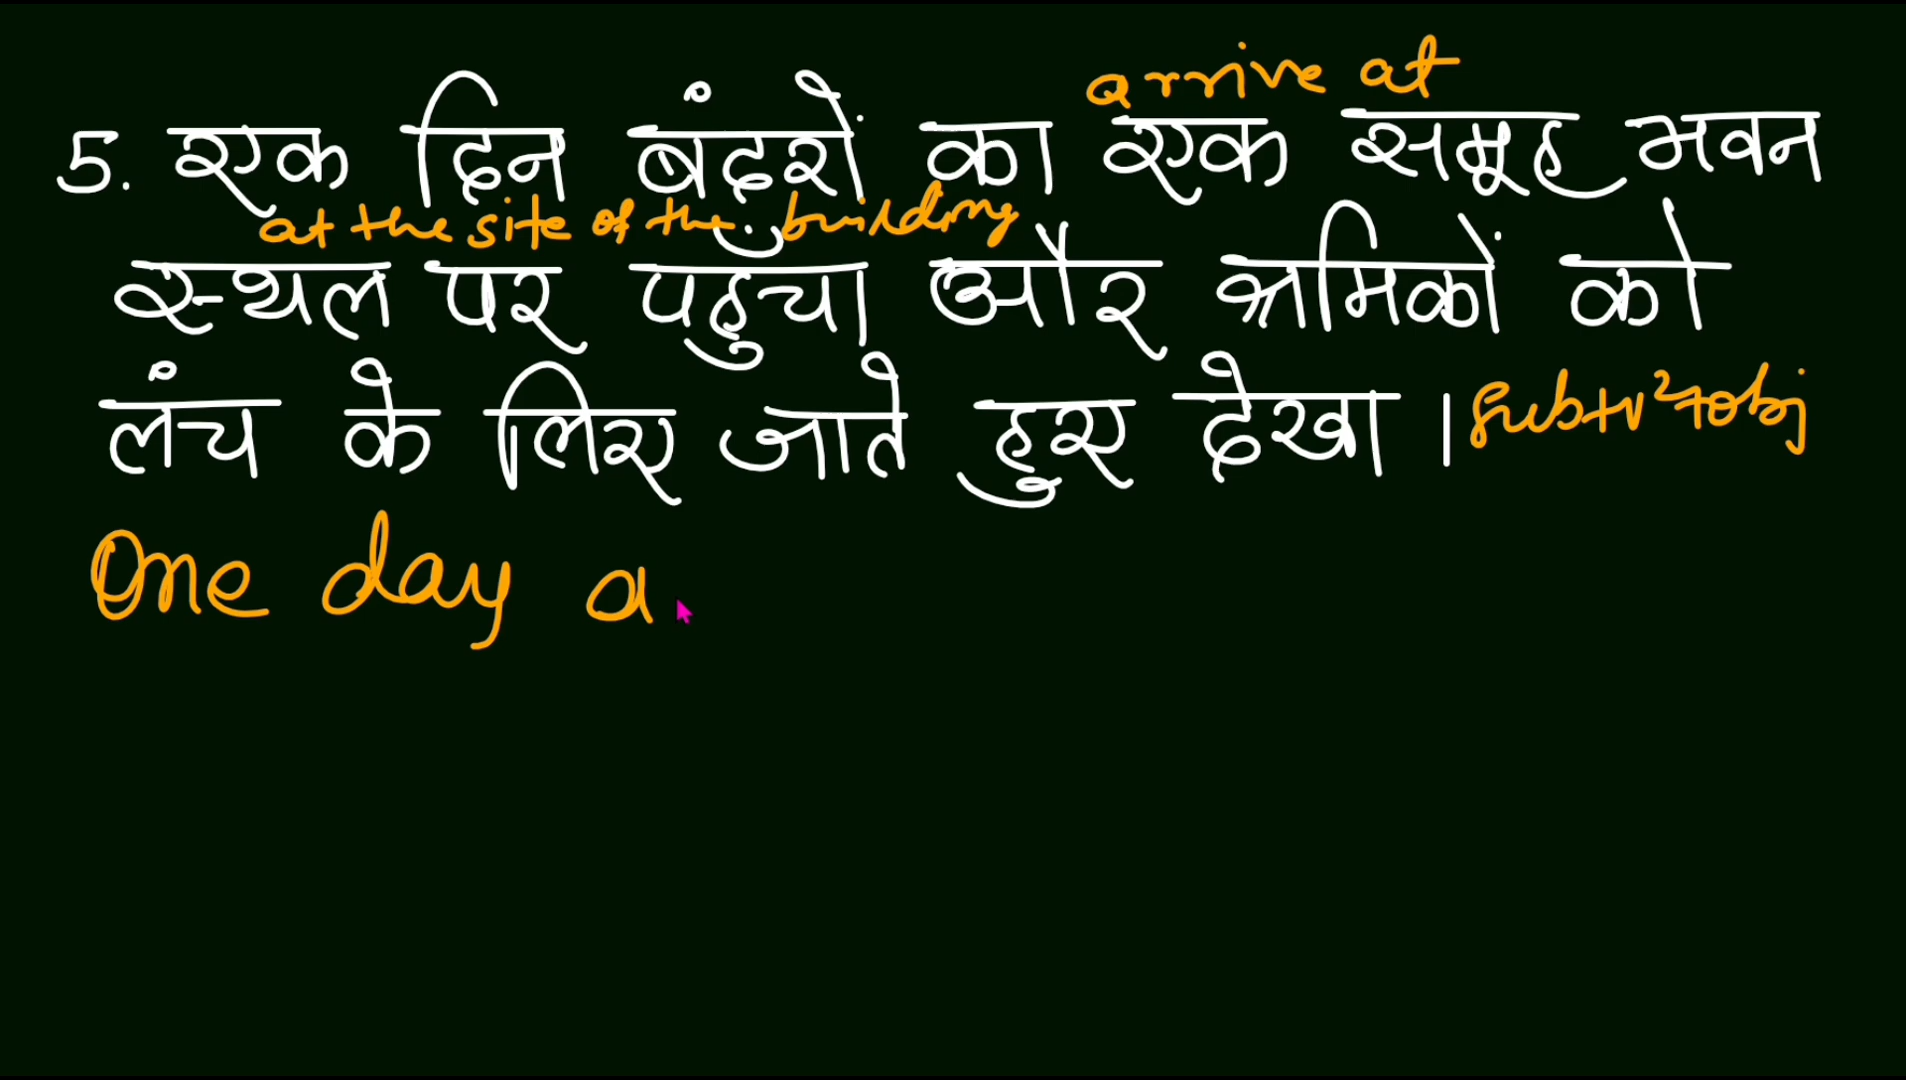 arrive at
5. एक दिन बंदरों का एक समूह भवन
at the site of the building
स्थल पर पहुँचा और श्रमिकों को
लंच के लिए जाते हुए देखा । Sub+v²+obj
One day a